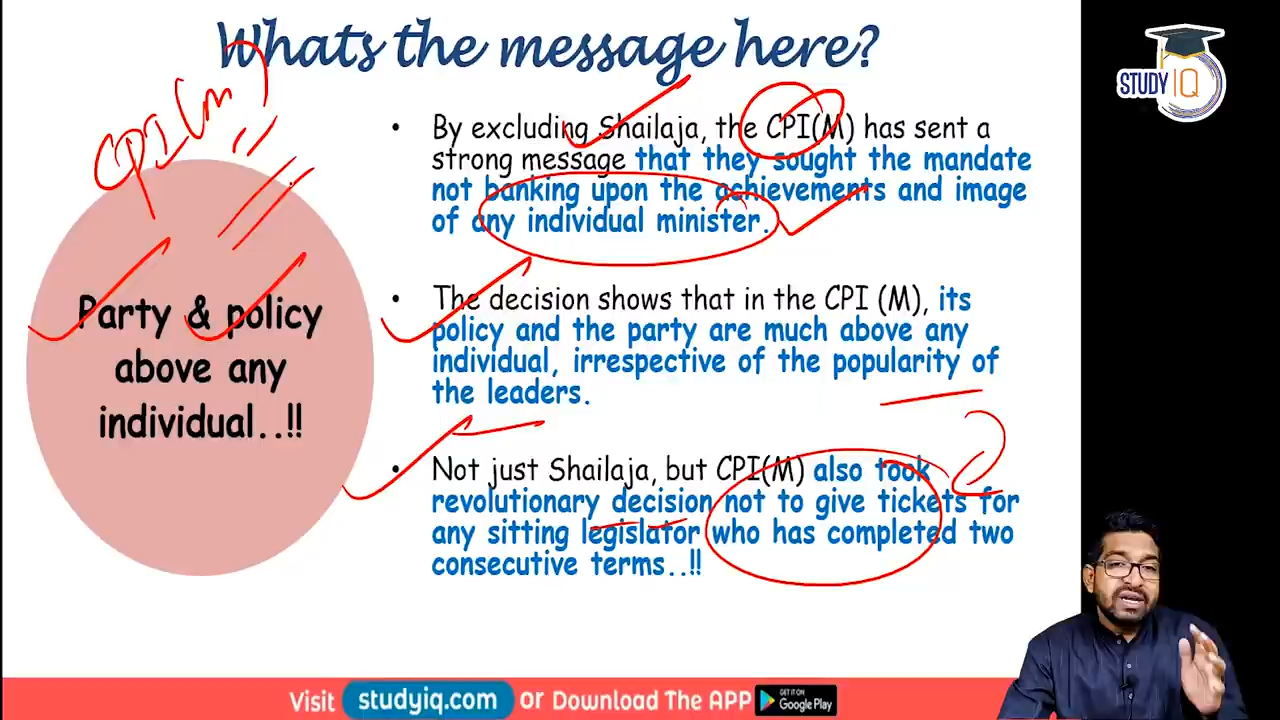 Whats the message here?
STUDY IQ
CPI(M)
Party & policy
above any
individual..!!
• By excluding Shailaja, the CPI(M) has sent a
strong message that they sought the mandate
not banking upon the achievements and image
of any individual minister.
• The decision shows that in the CPI (M), its
policy and the party are much above any
individual, irrespective of the popularity of
the leaders.
• Not just Shailaja, but CPI(M) also took
revolutionary decision not to give tickets for
any sitting legislator who has completed two
consecutive terms..!!
2
Visit studyiq.com or Download The APP GET IT ON Google Play